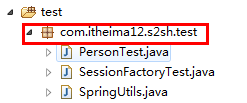 test
com.itheima12.s2sh.test
PersonTest.java
SessionFactoryTest.java
SpringUtils.java